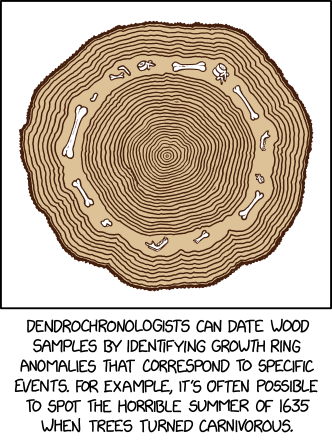 DENDROCHRONOLOGISTS CAN DATE WOOD
SAMPLES BY IDENTIFYING GROWTH RING
ANOMALIES THAT CORRESPOND TO SPECIFIC
EVENTS. FOR EXAMPLE, IT'S OFTEN POSSIBLE
TO SPOT THE HORRIBLE SUMMER OF 1635
WHEN TREES TURNED CARNIVOROUS.